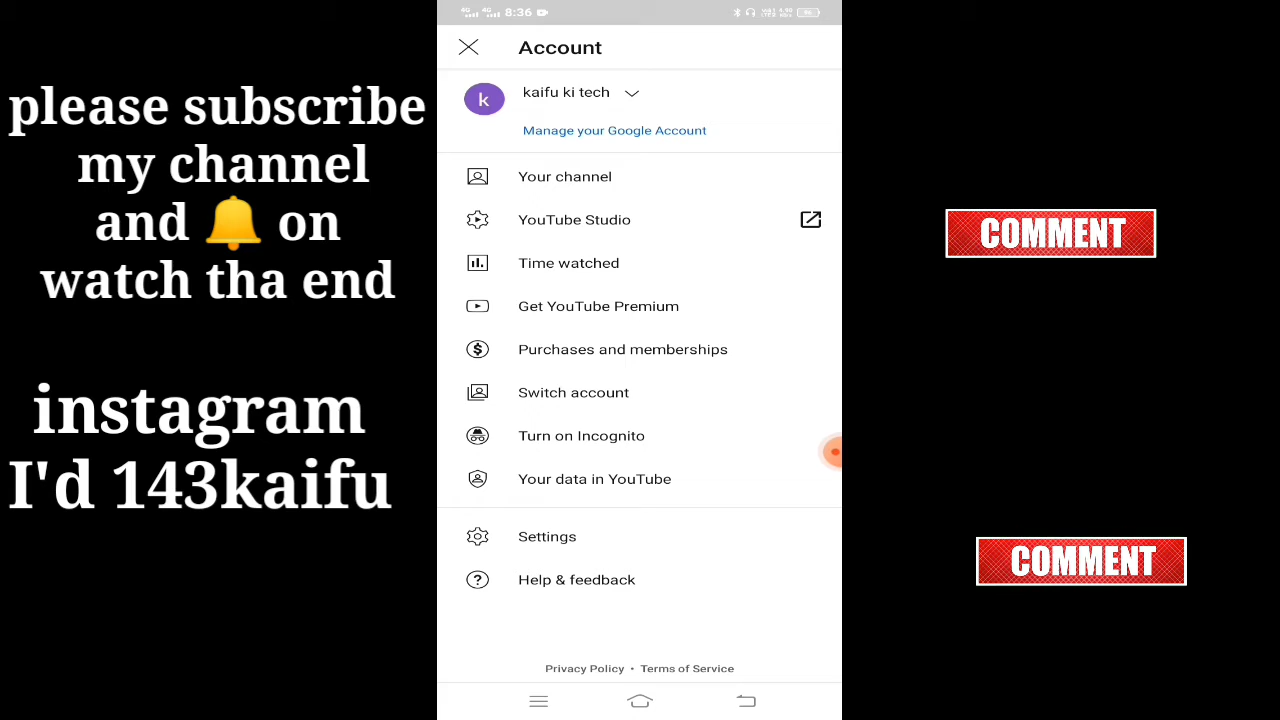 please subscribe
my channel
and 🔔 on
watch tha end
instagram
I'd 143kaifu
4G 4G 8:36
Account
k
kaifu ki tech
Manage your Google Account
Your channel
YouTube Studio
Time watched
Get YouTube Premium
Purchases and memberships
Switch account
Turn on Incognito
Your data in YouTube
Settings
Help & feedback
Privacy Policy • Terms of Service
COMMENT
COMMENT